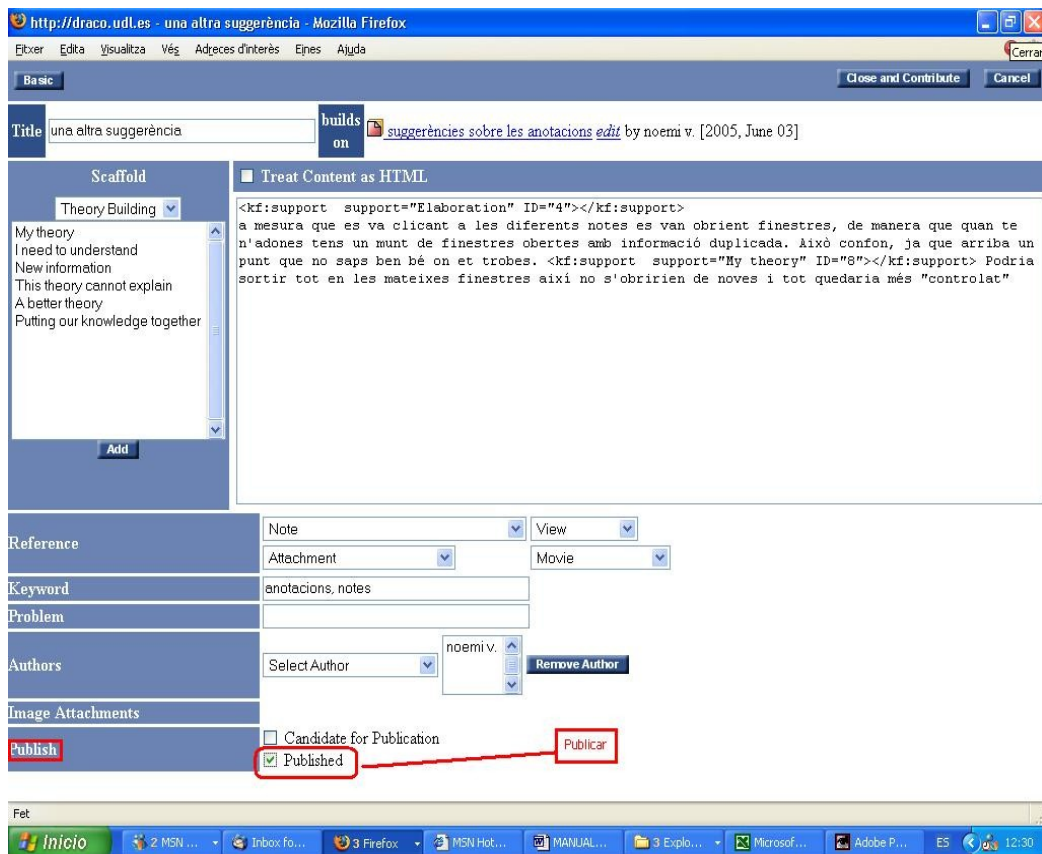 http://draco.udl.es - una altra suggerència - Mozilla Firefox
Fitxer Edita Visualitza Vés Adreces d'interès Eines Ajuda
Cerrar
Basic Close and Contribute Cancel
Title una altra suggerència builds on suggerències sobre les anotacions edit by noemi v. [2005, June 03]
Scaffold
Theory Building
My theory
I need to understand
New information
This theory cannot explain
A better theory
Putting our knowledge together
Add
Treat Content as HTML
<kf:support support="Elaboration" ID="4"></kf:support>
a mesura que es va clicant a les diferents notes es van obrient finestres, de manera que quan te
n'adones tens un munt de finestres obertes amb informació duplicada. Això confon, ja que arriba un
punt que no saps ben bé on et trobes. <kf:support support="My theory" ID="8"></kf:support> Podria
sortir tot en les mateixes finestres així no s'obririen de noves i tot quedaria més "controlat"
Reference Note View
Attachment Movie
Keyword anotacions, notes
Problem
Authors Select Author noemi v. Remove Author
Image Attachments
Publish Candidate for Publication
Published
Publicar
Fet
Inicio 2 MSN ... Inbox fo... 3 Firefox MSN Hot... MANUAL... 3 Explo... Microsof... Adobe P... ES 12:30